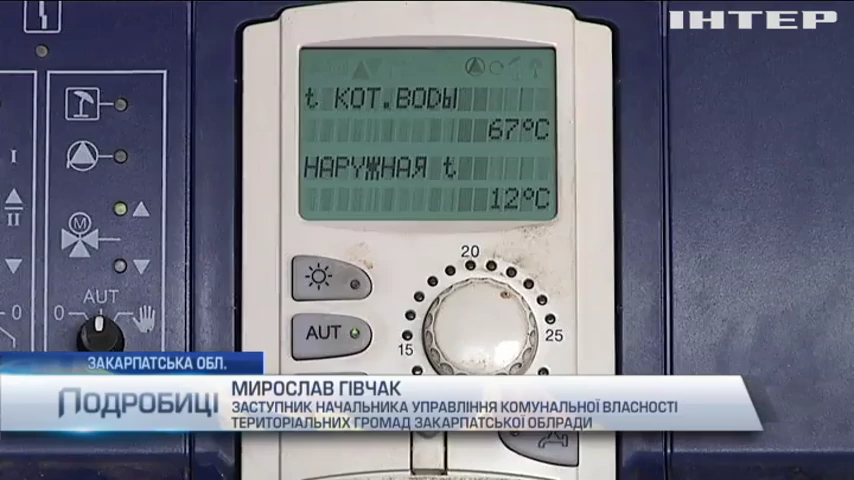 ІНТЕР
t КОТ.ВОДЫ
67°C
НАРУЖНАЯ t
12°C
I
II
M
AUT
0
0
20
AUT
15
25
ЗАКАРПАТСЬКА ОБЛ.
ПОДРОБИЦІ
МИРОСЛАВ ГІВЧАК
ЗАСТУПНИК НАЧАЛЬНИКА УПРАВЛІННЯ КОМУНАЛЬНОЇ ВЛАСНОСТІ
ТЕРИТОРІАЛЬНИХ ГРОМАД ЗАКАРПАТСЬКОЇ ОБЛРАДИ